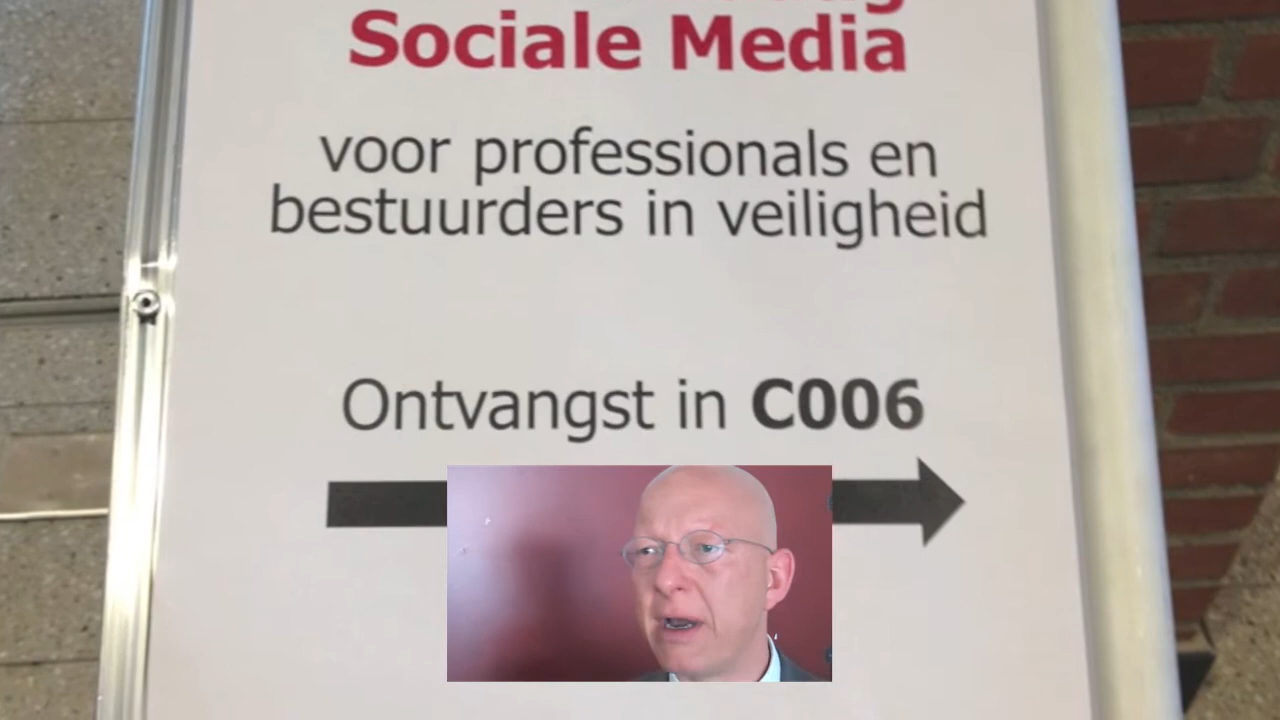 Sociale Media
voor professionals en
bestuurders in veiligheid
Ontvangst in C006